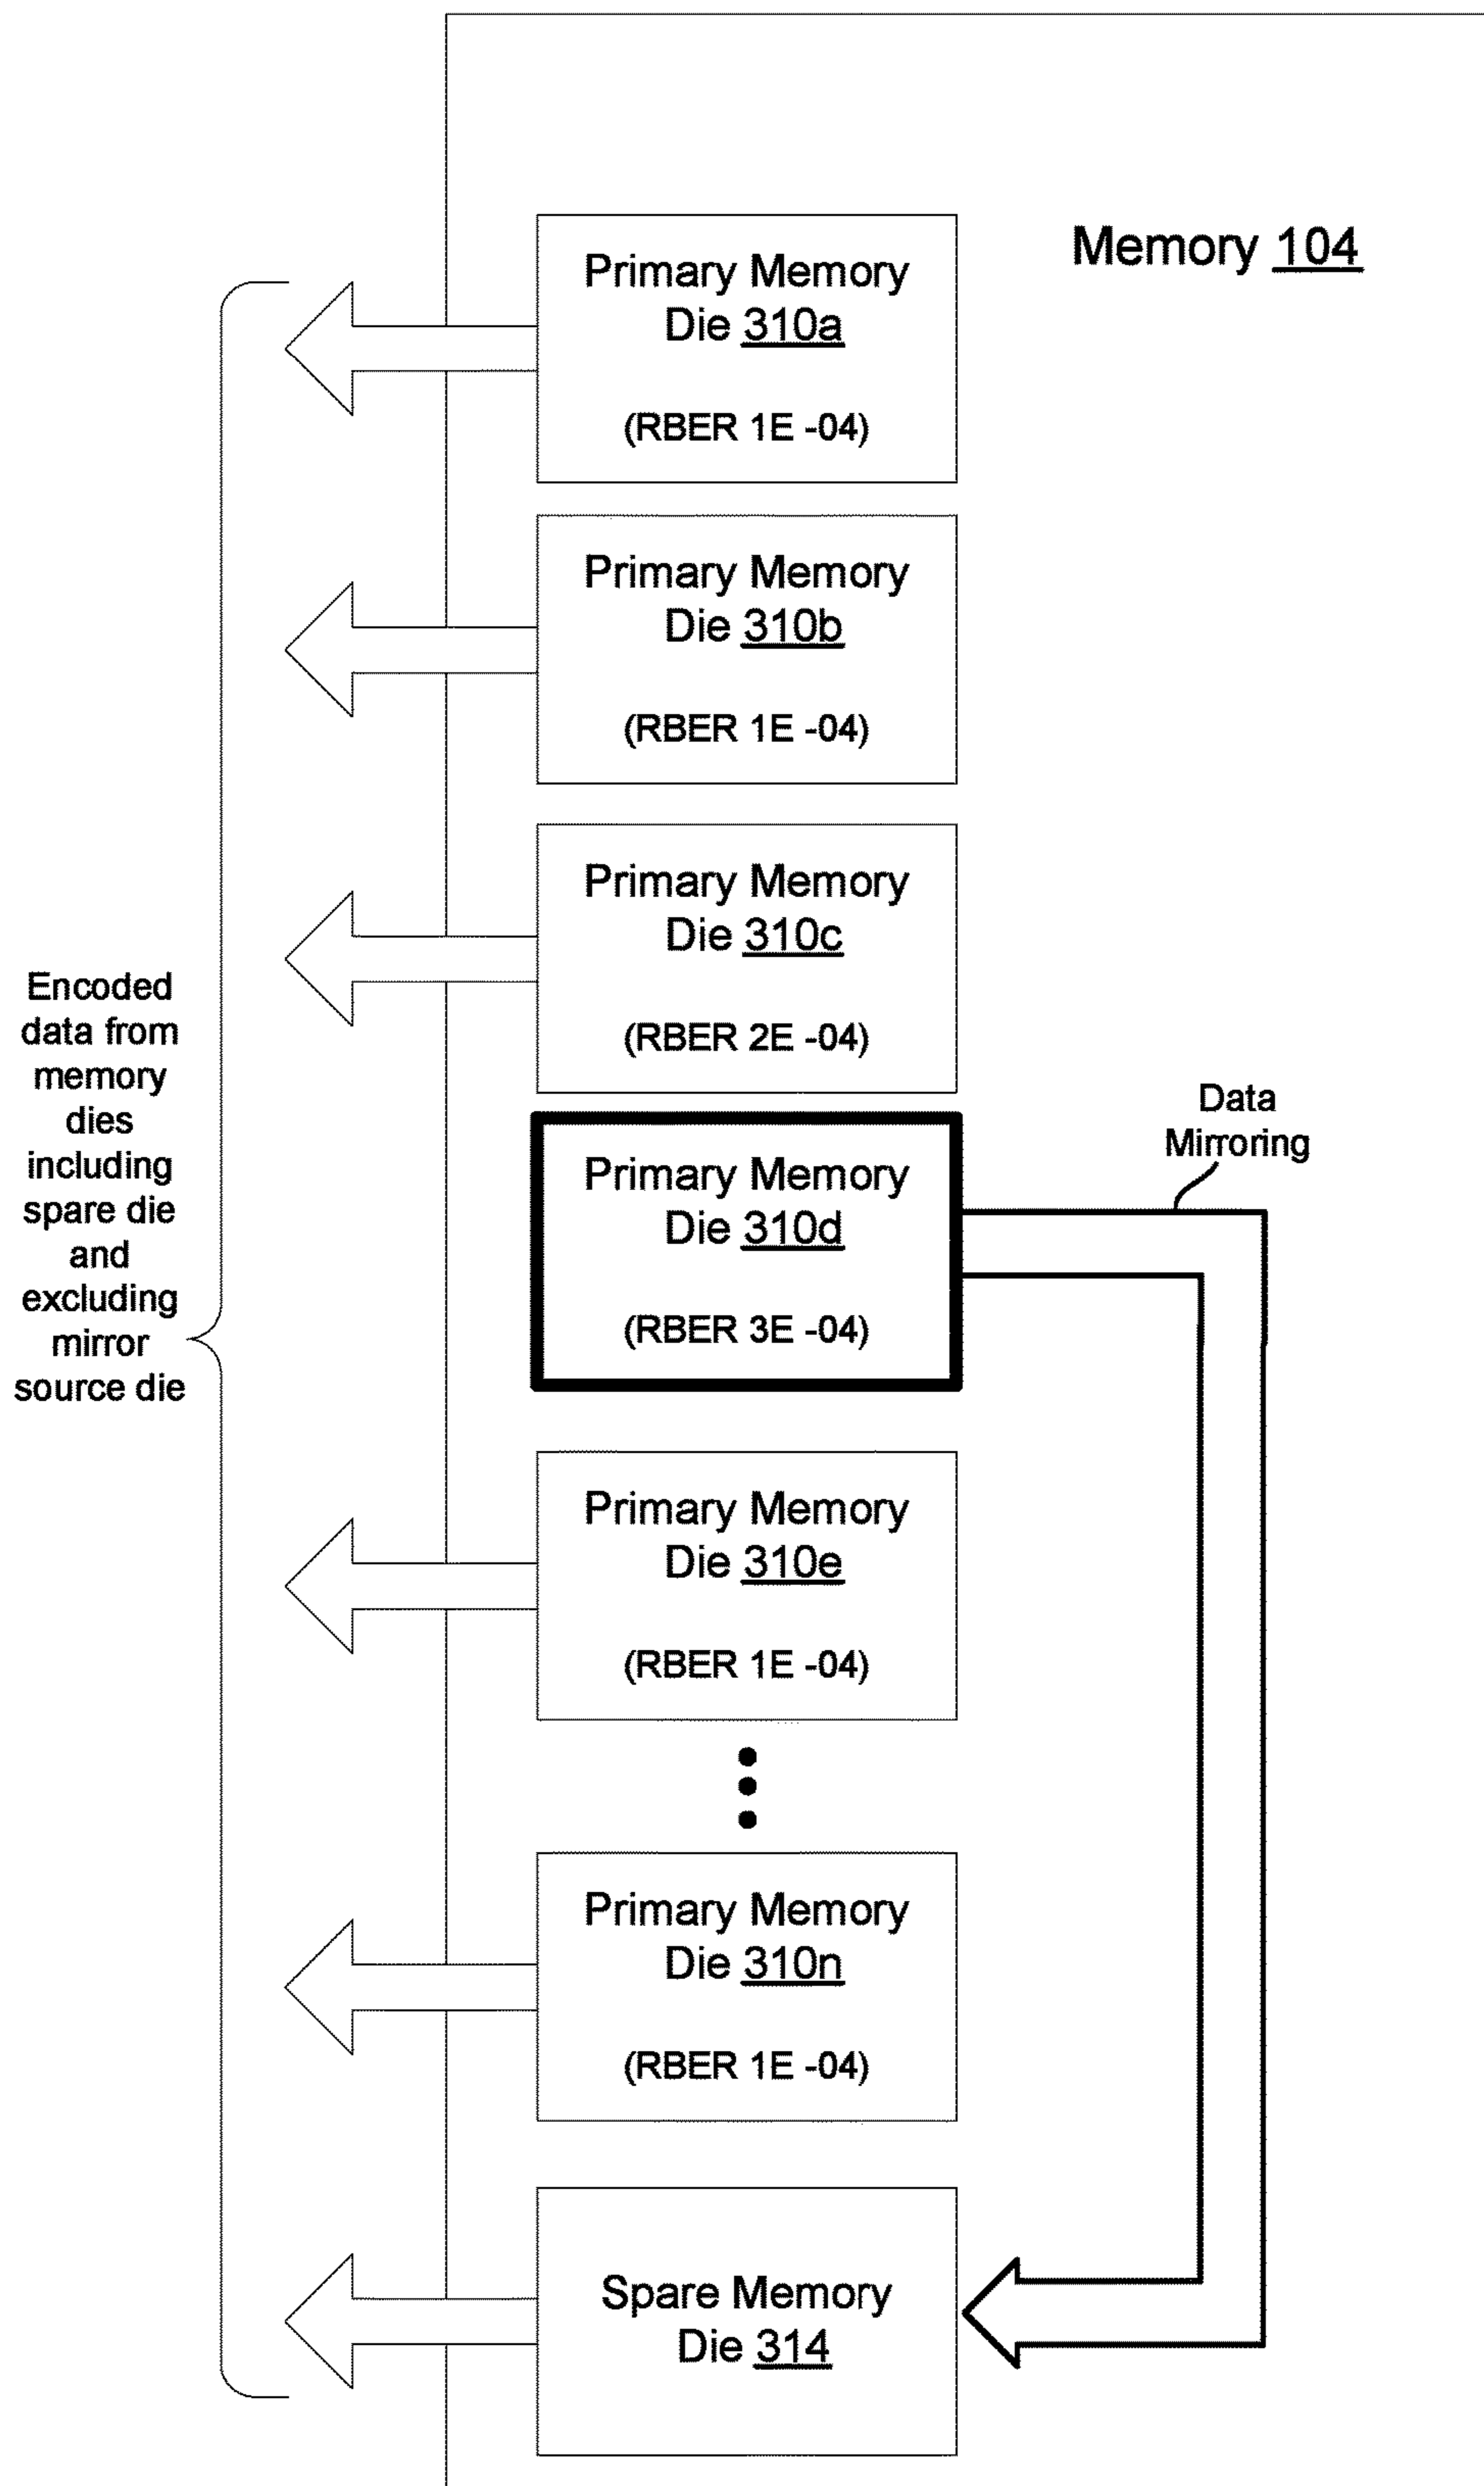 Memory 104
Primary Memory
Die 310a
(RBER 1E -04)
Primary Memory
Die 310b
(RBER 1E -04)
Primary Memory
Die 310c
(RBER 2E -04)
Encoded
data from
memory
dies
including
spare die
and
excluding
mirror
source die
Data
Mirroring
Primary Memory
Die 310d
(RBER 3E -04)
Primary Memory
Die 310e
(RBER 1E -04)
Primary Memory
Die 310n
(RBER 1E -04)
Spare Memory
Die 314